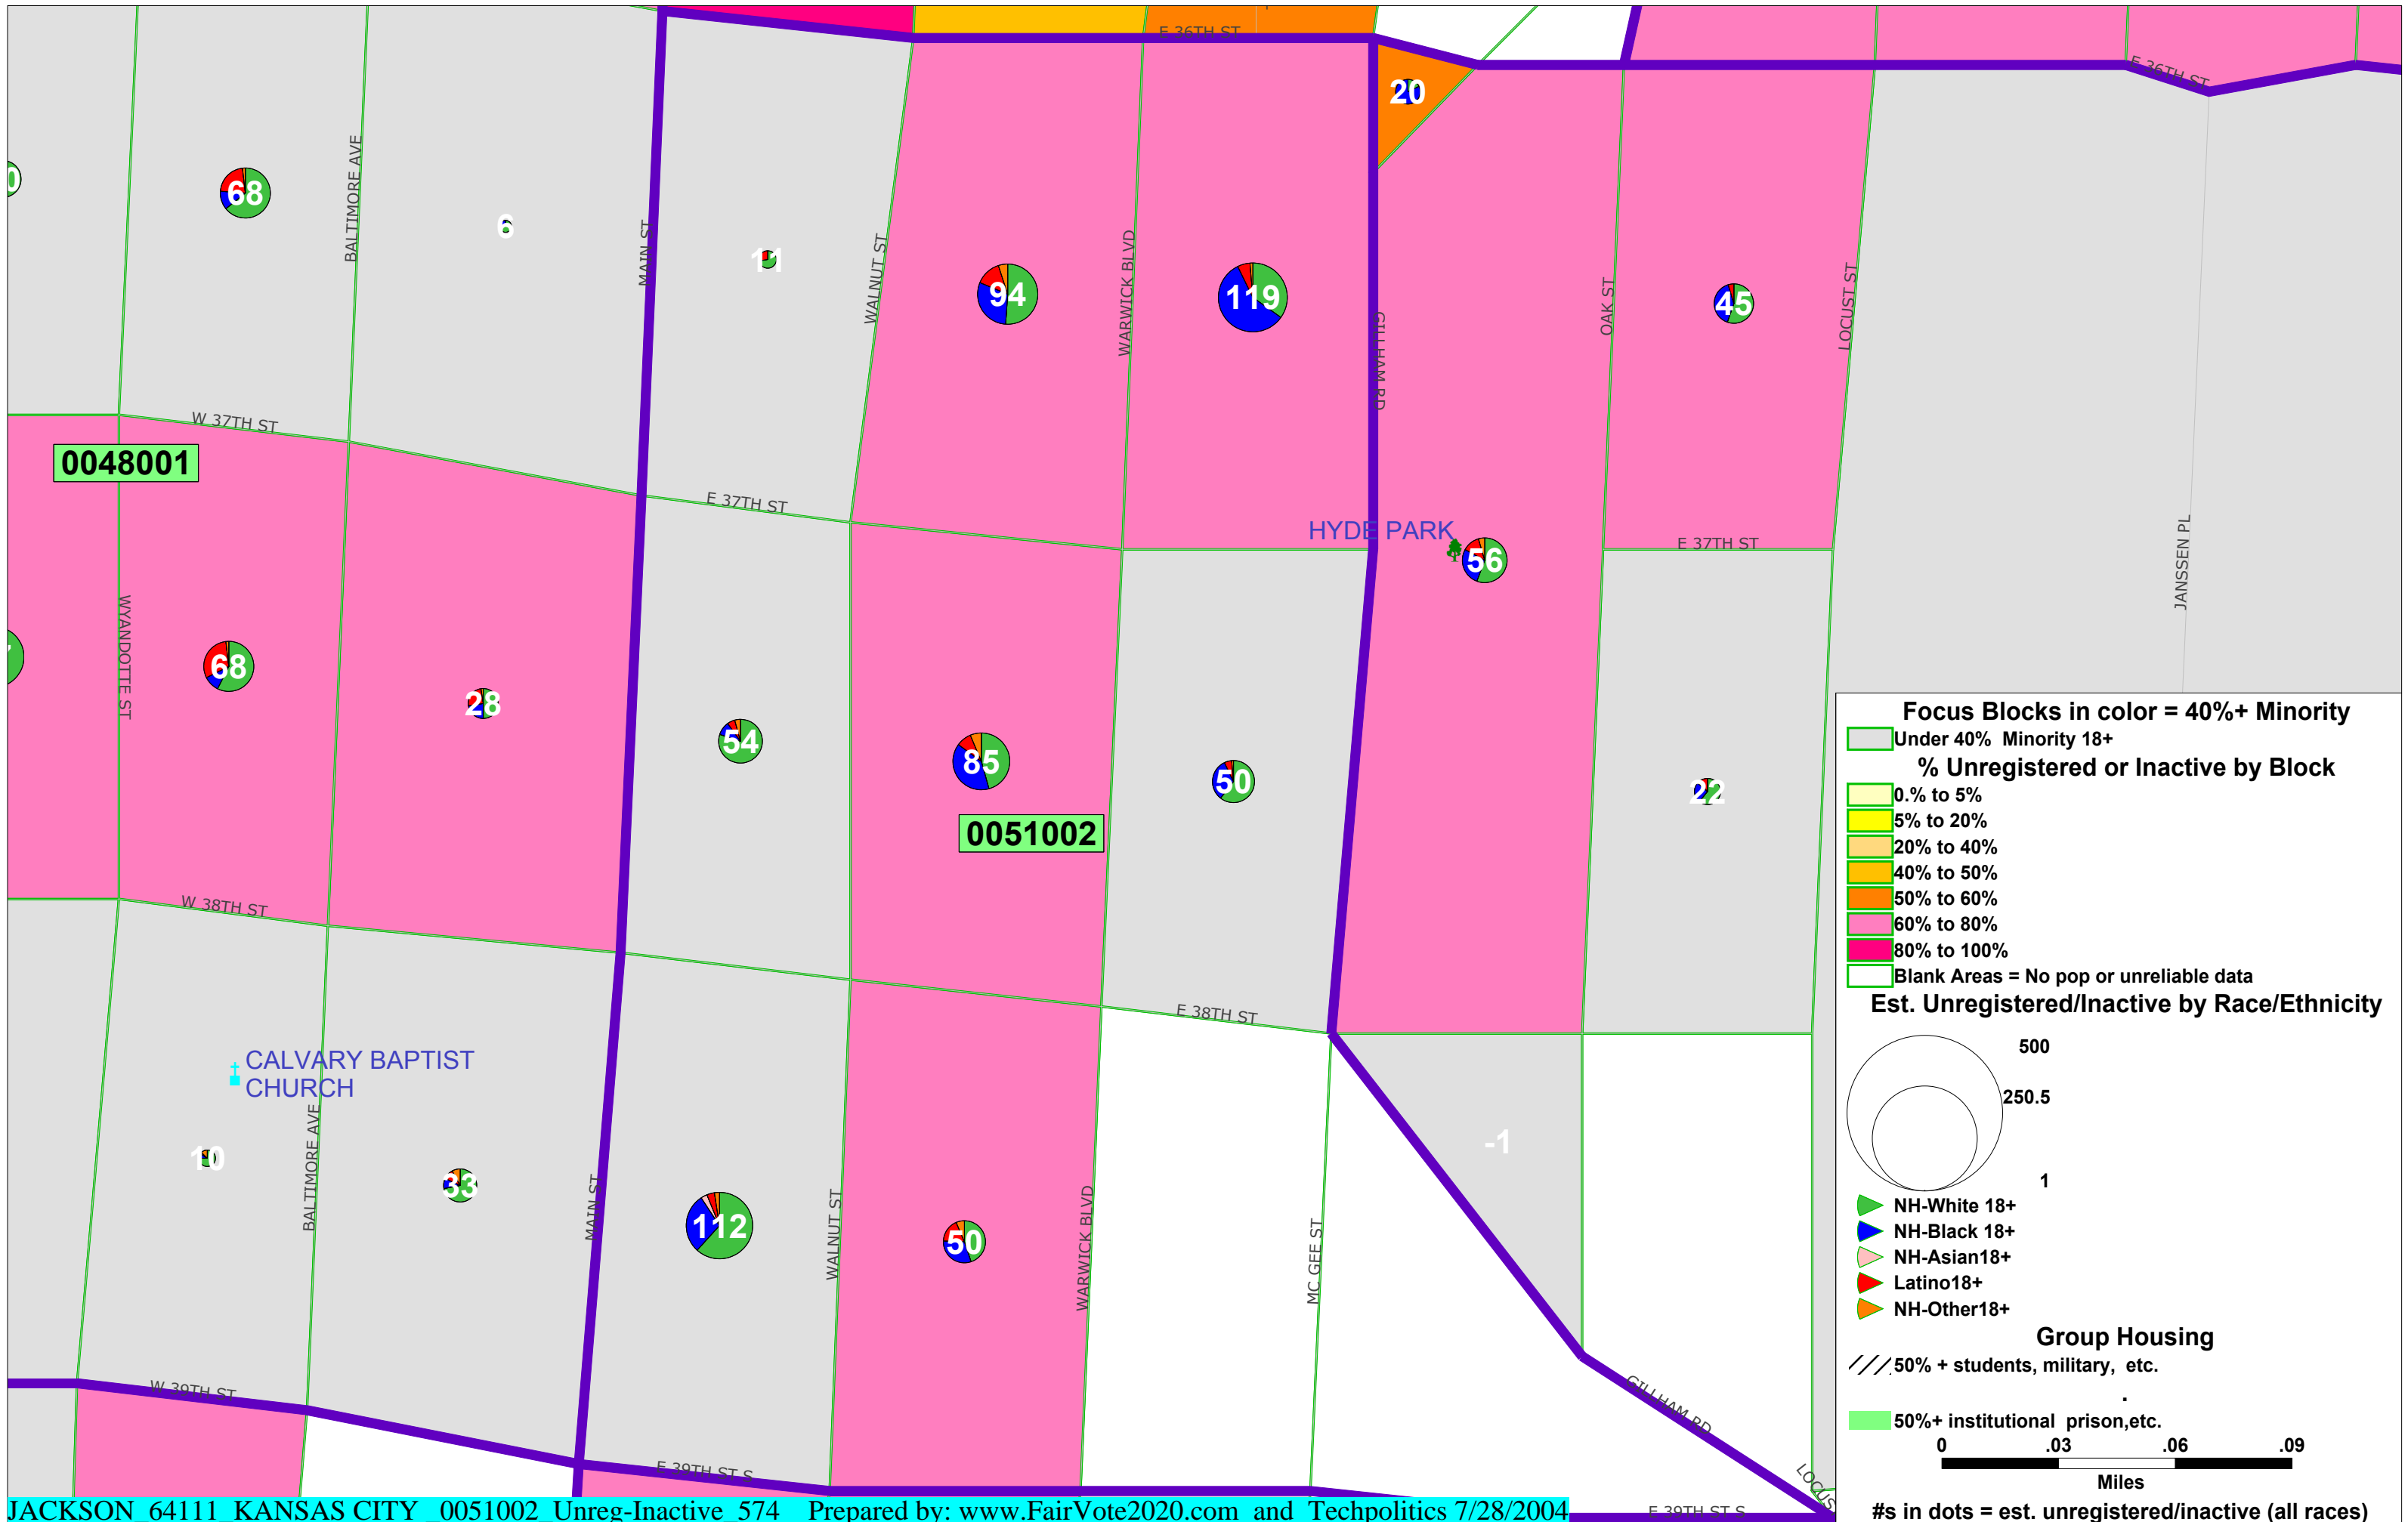 E 36TH ST
E 36TH ST
20
BALTIMORE AVE
68
6
MAIN ST
11
WALNUT ST
94
WARWICK BLVD
119
GILLHAM RD
OAK ST
45
LOCUST ST
W 37TH ST
0048001
E 37TH ST
HYDE PARK
56
E 37TH ST
JANSSEN PL
WYANDOTTE ST
68
28
54
85
50
22
0051002
W 38TH ST
E 38TH ST
CALVARY BAPTIST
CHURCH
BALTIMORE AVE
10
33
MAIN ST
112
WALNUT ST
50
WARWICK BLVD
MC GEE ST
-1
W 39TH ST
E 39TH ST S
GILLHAM RD
LOCUS
E 39TH ST S
Focus Blocks in color = 40%+ Minority
Under 40% Minority 18+
% Unregistered or Inactive by Block
0.% to 5%
5% to 20%
20% to 40%
40% to 50%
50% to 60%
60% to 80%
80% to 100%
Blank Areas = No pop or unreliable data
Est. Unregistered/Inactive by Race/Ethnicity
500
250.5
1
NH-White 18+
NH-Black 18+
NH-Asian18+
Latino18+
NH-Other18+
Group Housing
50% + students, military, etc.
.
50%+ institutional prison,etc.
0 .03 .06 .09
Miles
#s in dots = est. unregistered/inactive (all races)
JACKSON 64111 KANSAS CITY 0051002 Unreg-Inactive 574 Prepared by: www.FairVote2020.com and Techpolitics 7/28/2004